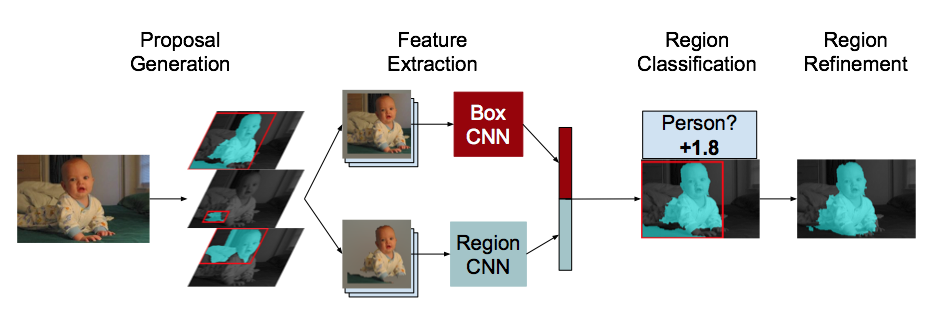 Proposal
Generation
Feature
Extraction
Region
Classification
Region
Refinement
Box
CNN
Region
CNN
Person?
+1.8